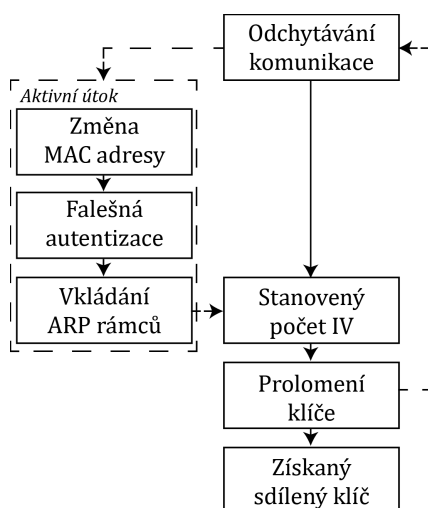 Odchytávání
komunikace
Aktivní útok
Změna
MAC adresy
Falešná
autentizace
Vkládání
ARP rámců
Stanovený
počet IV
Prolomení
klíče
Získaný
sdílený klíč